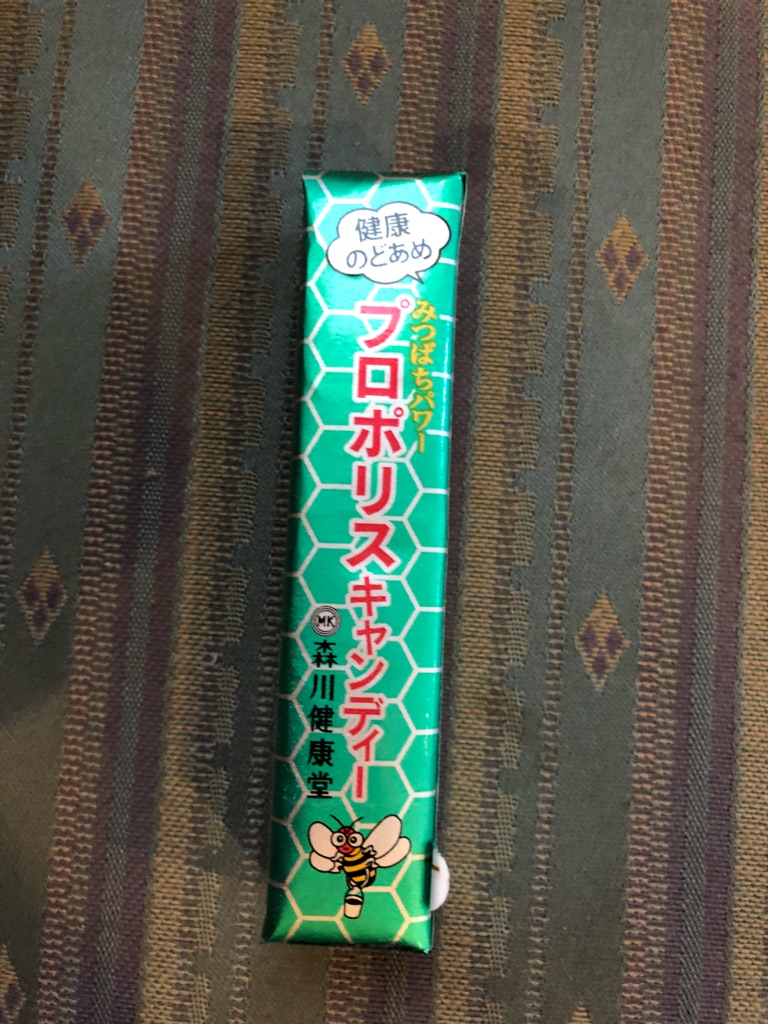 健康
のどあめ
みつばちパワー
プロポリスキャンディー
MK
森川健康堂